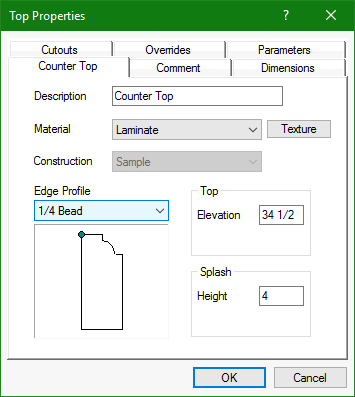 Top Properties
Cutouts Overrides Parameters
Counter Top Comment Dimensions
Description Counter Top
Material Laminate Texture
Construction Sample
Edge Profile
1/4 Bead
Top
Elevation 34 1/2
Splash
Height 4
OK Cancel